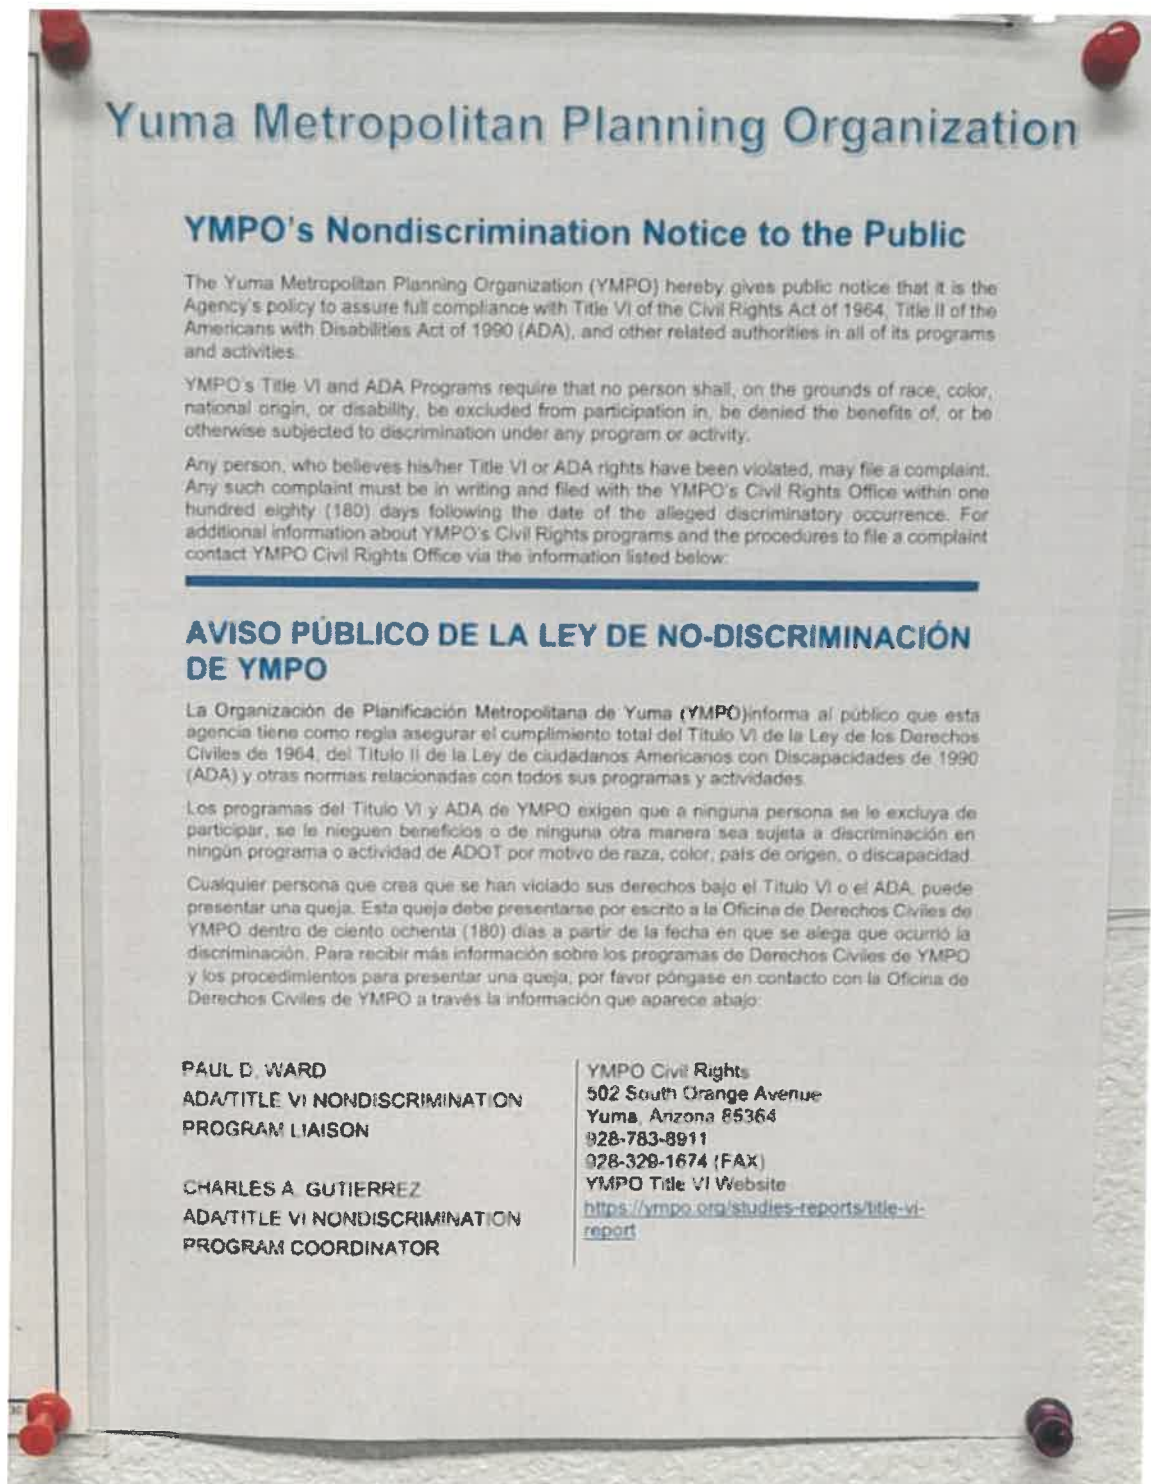 Yuma Metropolitan Planning Organization
YMPO's Nondiscrimination Notice to the Public
The Yuma Metropolitan Planning Organization (YMPO) hereby gives public notice that it is the
Agency's policy to assure full compliance with Title VI of the Civil Rights Act of 1964, Title II of the
Americans with Disabilities Act of 1990 (ADA), and other related authorities in all of its programs
and activities.
YMPO's Title VI and ADA Programs require that no person shall, on the grounds of race, color,
national origin, or disability, be excluded from participation in, be denied the benefits of, or be
otherwise subjected to discrimination under any program or activity.
Any person, who believes his/her Title VI or ADA rights have been violated, may file a complaint.
Any such complaint must be in writing and filed with the YMPO's Civil Rights Office within one
hundred eighty (180) days following the date of the alleged discriminatory occurrence. For
additional information about YMPO's Civil Rights programs and the procedures to file a complaint
contact YMPO Civil Rights Office via the information listed below:
AVISO PÚBLICO DE LA LEY DE NO-DISCRIMINACIÓN
DE YMPO
La Organización de Planificación Metropolitana de Yuma (YMPO)informa al público que esta
agencia tiene como regla asegurar el cumplimiento total del Título VI de la Ley de los Derechos
Civiles de 1964, del Título II de la Ley de ciudadanos Americanos con Discapacidades de 1990
(ADA) y otras normas relacionadas con todos sus programas y actividades.
Los programas del Título VI y ADA de YMPO exigen que a ninguna persona se le excluya de
participar, se le nieguen beneficios o de ninguna otra manera sea sujeta a discriminación en
ningún programa o actividad de ADOT por motivo de raza, color, país de origen, o discapacidad.
Cualquier persona que crea que se han violado sus derechos bajo el Título VI o el ADA, puede
presentar una queja. Esta queja debe presentarse por escrito a la Oficina de Derechos Civiles de
YMPO dentro de ciento ochenta (180) días a partir de la fecha en que se alega que ocurrió la
discriminación. Para recibir más información sobre los programas de Derechos Civiles de YMPO
y los procedimientos para presentar una queja, por favor póngase en contacto con la Oficina de
Derechos Civiles de YMPO a través la información que aparece abajo:
PAUL D. WARD
ADA/TITLE VI NONDISCRIMINATION
PROGRAM LIAISON
CHARLES A. GUTIERREZ
ADA/TITLE VI NONDISCRIMINATION
PROGRAM COORDINATOR
YMPO Civil Rights
502 South Orange Avenue
Yuma, Arizona 85364
928-783-8911
928-329-1674 (FAX)
YMPO Title VI Website
https://ympo.org/studies-reports/title-vi-
report